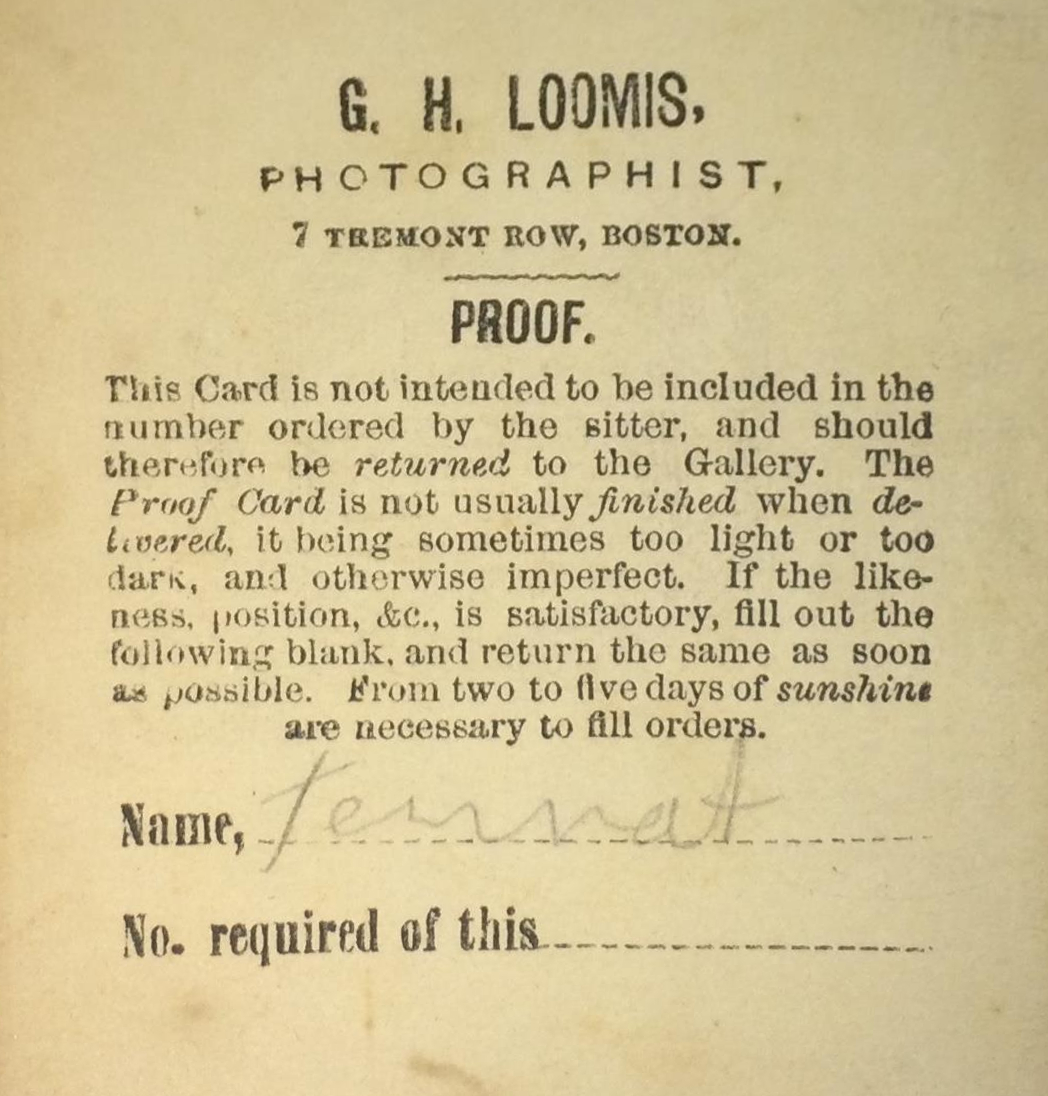 G. H. LOOMIS,
PHOTOGRAPHIST,
7 TREMONT ROW, BOSTON.
PROOF.
This Card is not intended to be included in the
number ordered by the sitter, and should
therefore be returned to the Gallery. The
Proof Card is not usually finished when de-
livered, it being sometimes too light or too
dark, and otherwise imperfect. If the like-
ness, position, &c., is satisfactory, fill out the
following blank, and return the same as soon
as possible. From two to five days of sunshine
are necessary to fill orders.
Name,
No. required of this